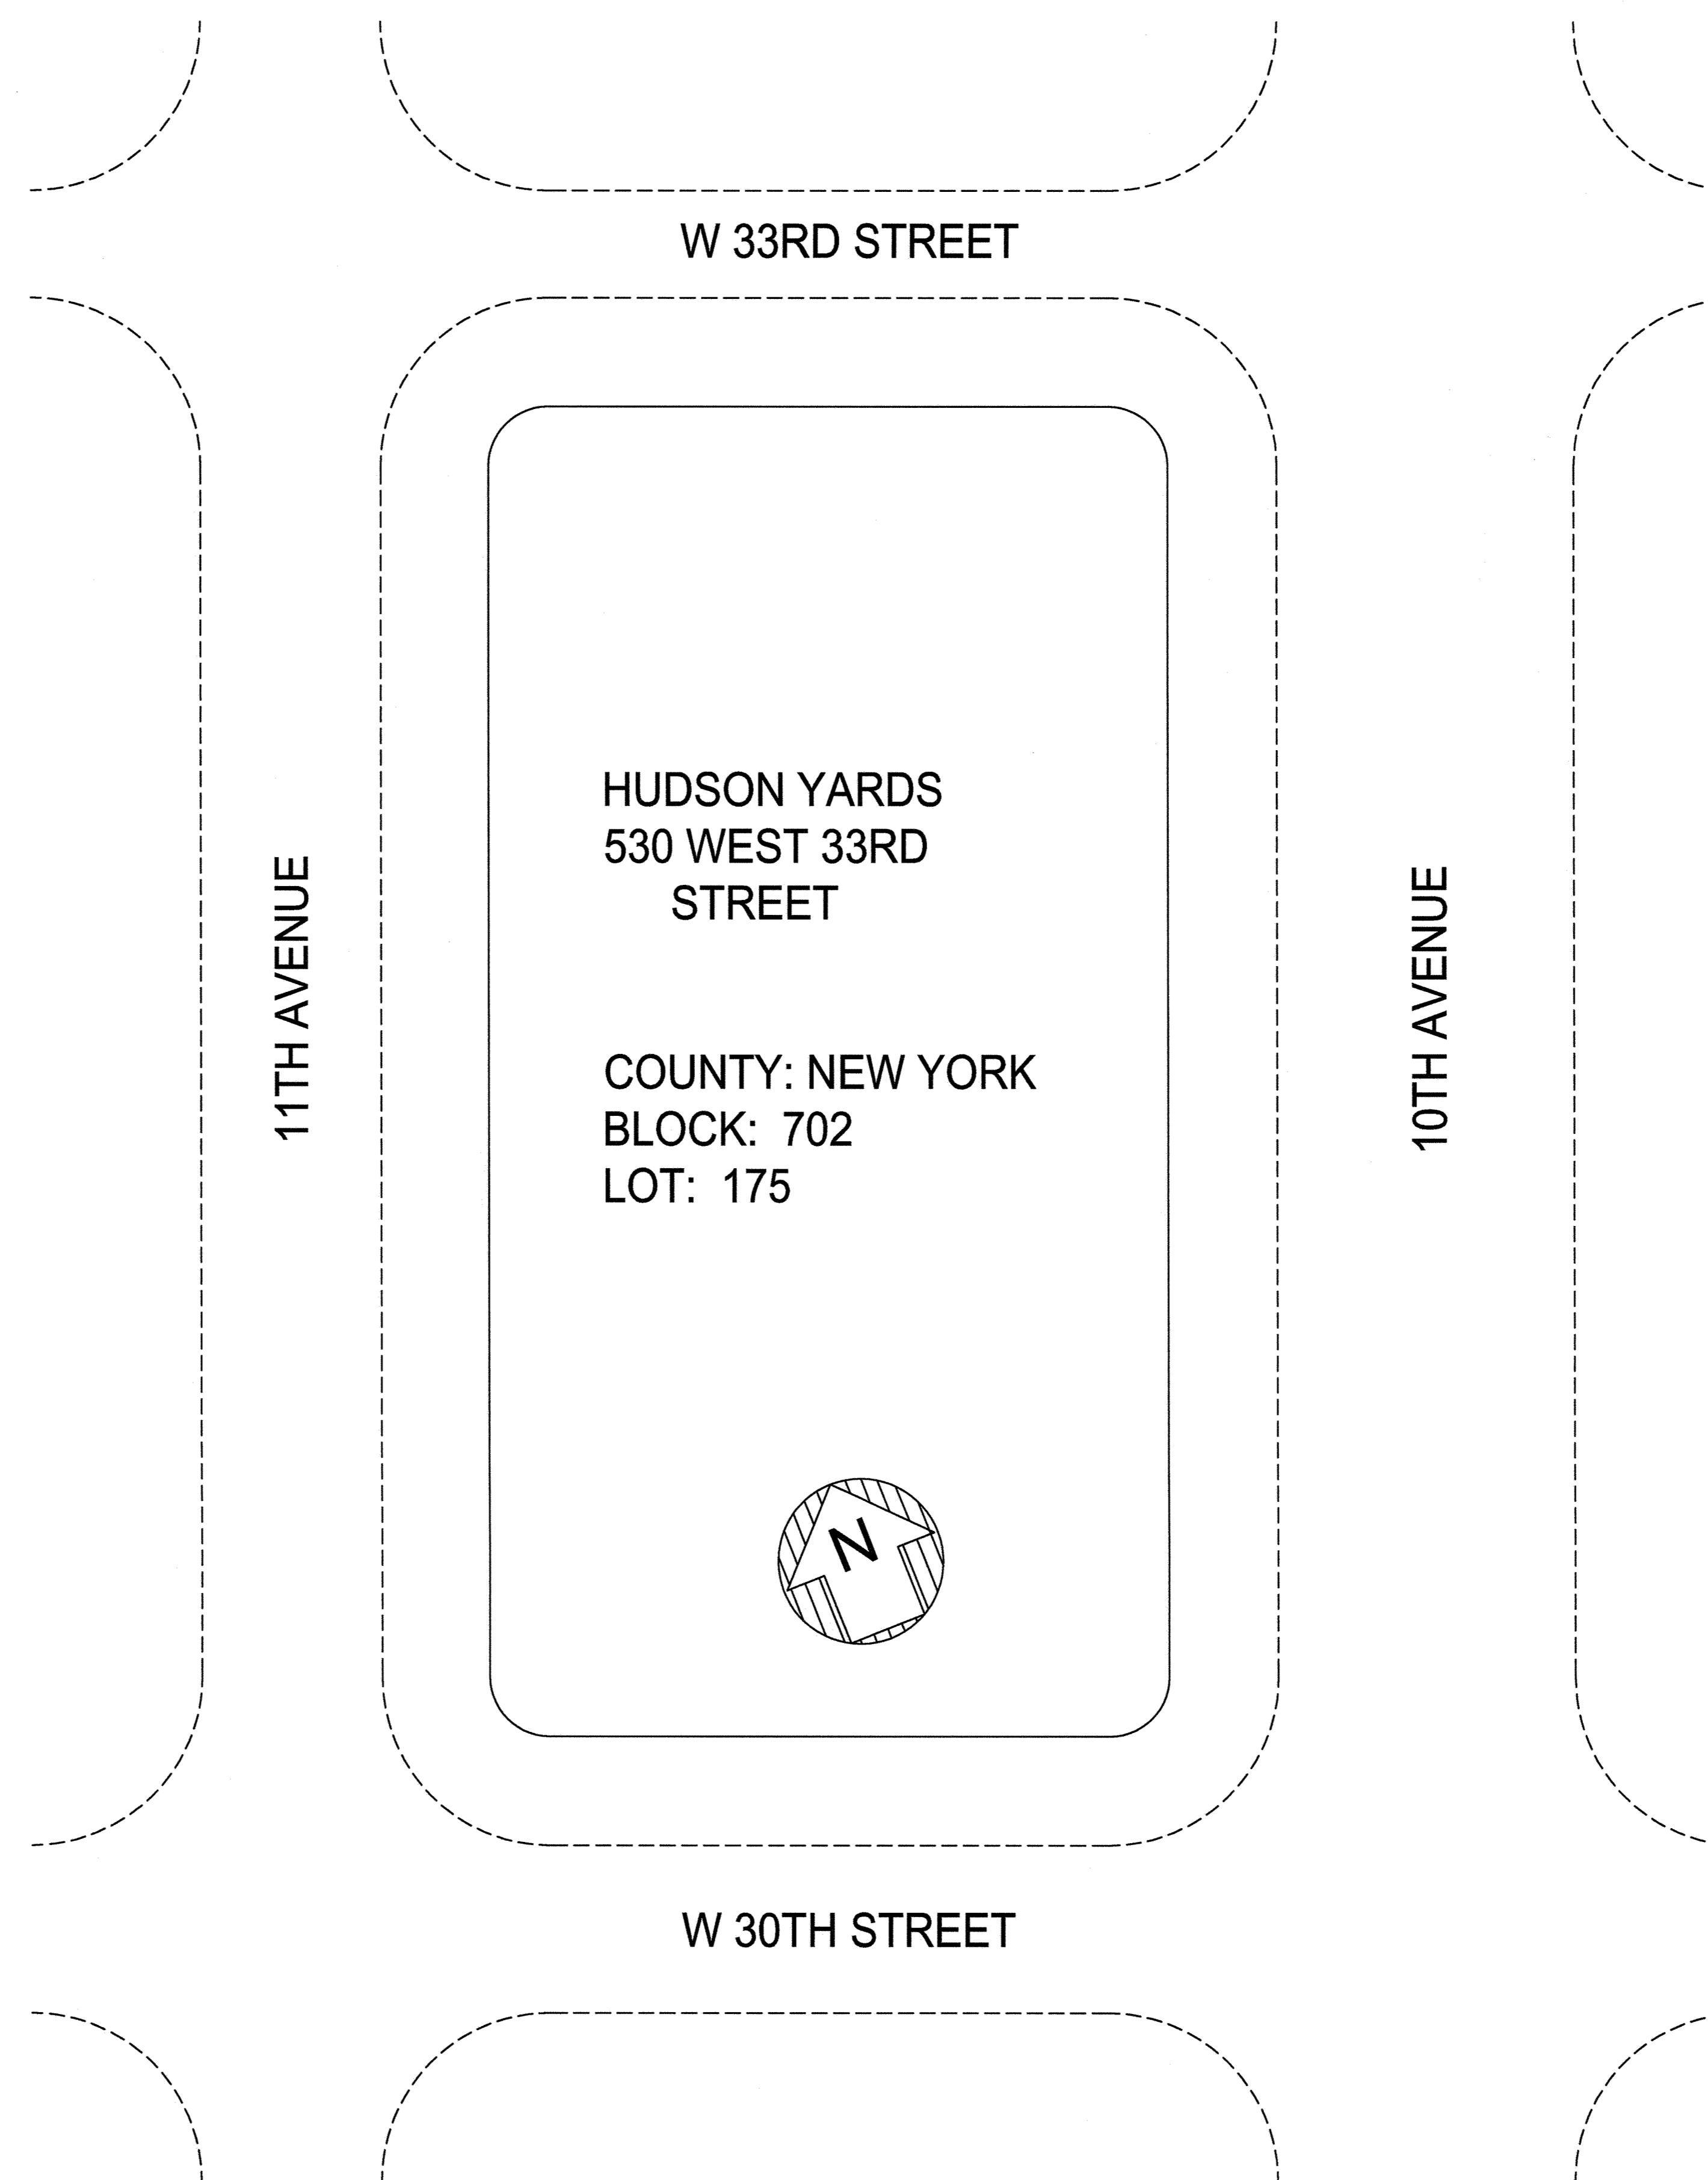 W 33RD STREET
HUDSON YARDS
530 WEST 33RD
STREET
11TH AVENUE
10TH AVENUE
COUNTY: NEW YORK
BLOCK: 702
LOT: 175
N
W 30TH STREET